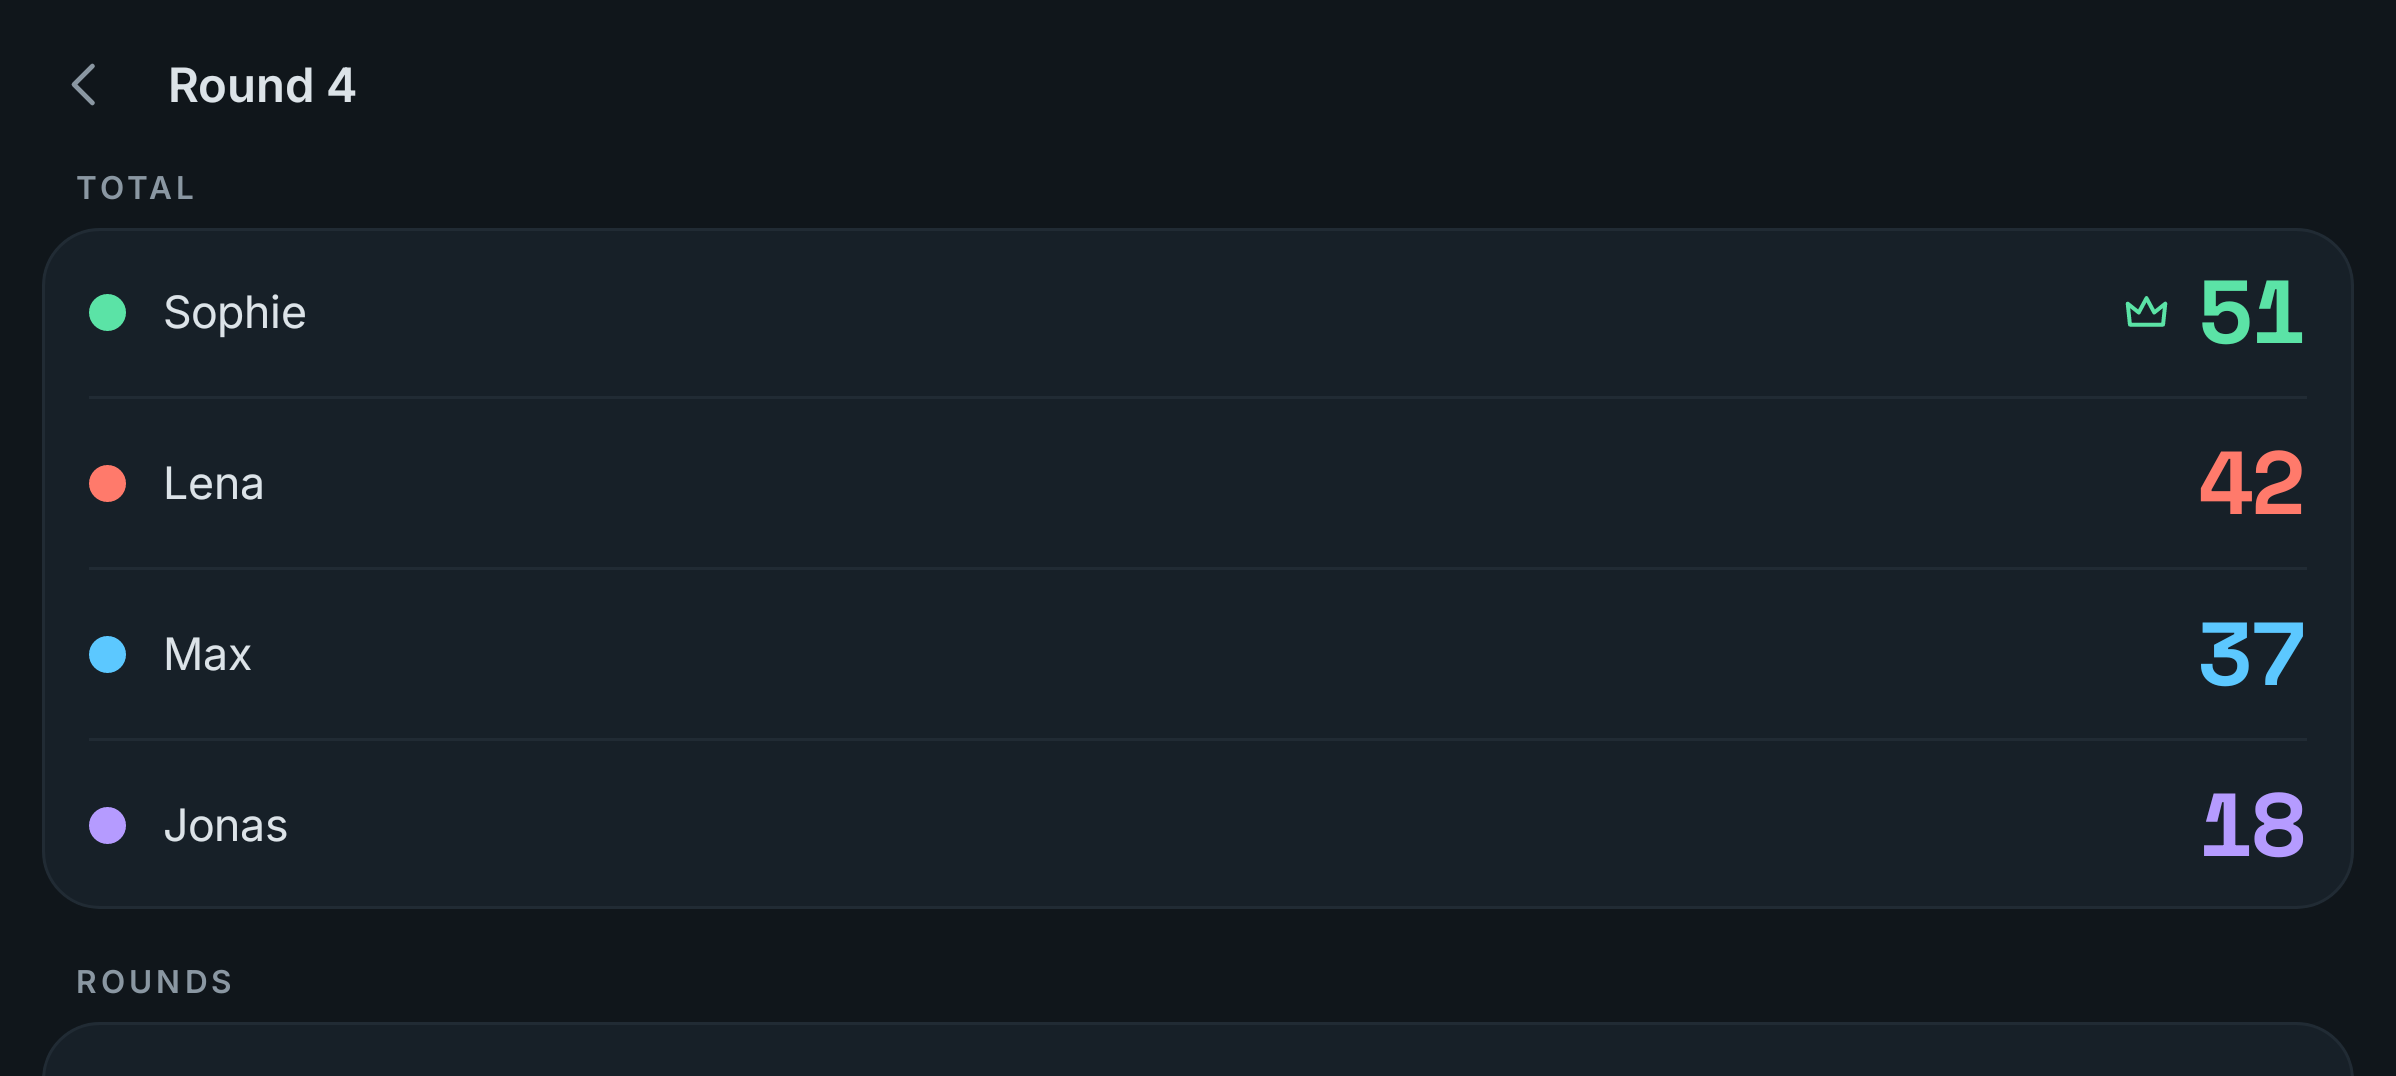 Round 4
TOTAL
Sophie 51
Lena 42
Max 37
Jonas 18
ROUNDS